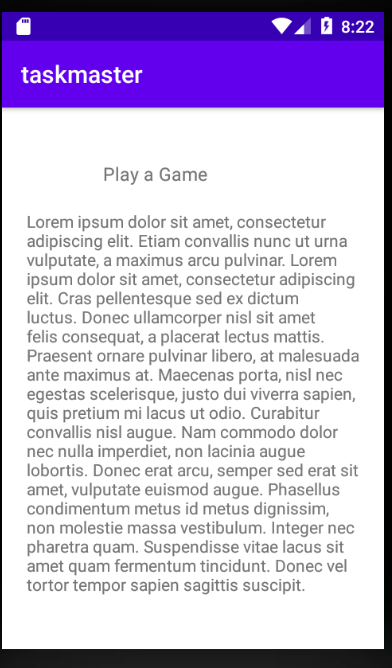 8:22
taskmaster
Play a Game
Lorem ipsum dolor sit amet, consectetur
adipiscing elit. Etiam convallis nunc ut urna
vulputate, a maximus arcu pulvinar. Lorem
ipsum dolor sit amet, consectetur adipiscing
elit. Cras pellentesque sed ex dictum
luctus. Donec ullamcorper nisl sit amet
felis consequat, a placerat lectus mattis.
Praesent ornare pulvinar libero, at malesuada
ante maximus at. Maecenas porta, nisl nec
egestas scelerisque, justo dui viverra sapien,
quis pretium mi lacus ut odio. Curabitur
convallis nisl augue. Nam commodo dolor
nec nulla imperdiet, non lacinia augue
lobortis. Donec erat arcu, semper sed erat sit
amet, vulputate euismod augue. Phasellus
condimentum metus id metus dignissim,
non molestie massa vestibulum. Integer nec
pharetra quam. Suspendisse vitae lacus sit
amet quam fermentum tincidunt. Donec vel
tortor tempor sapien sagittis suscipit.